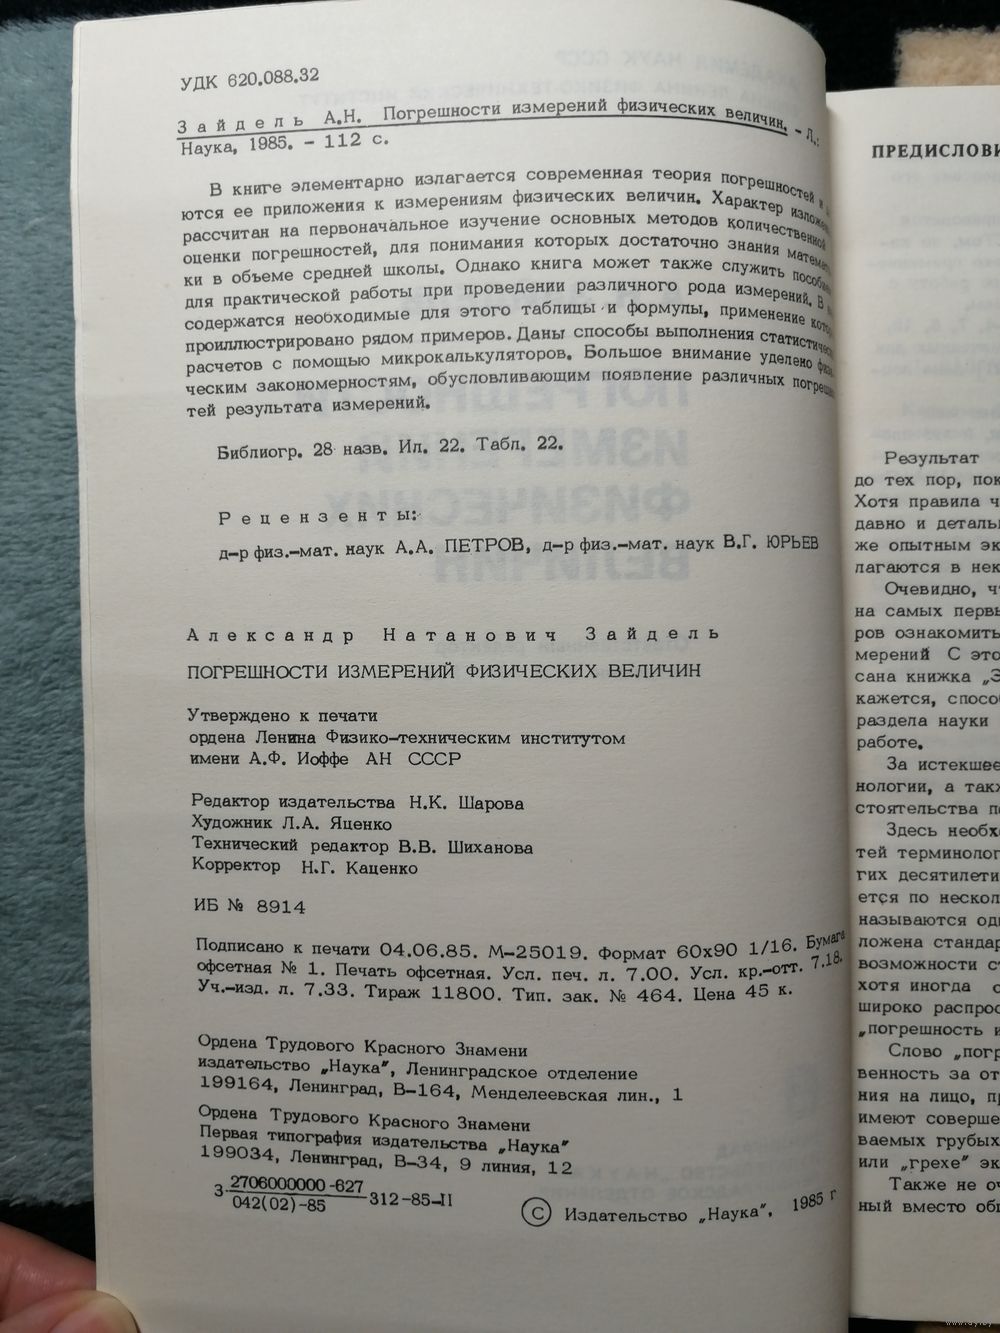 УДК 620.088.32
Зайдель А.Н. Погрешности измерений физических величин. – Л.:
Наука, 1985. – 112 с.
В книге элементарно излагается современная теория погрешностей и
ются ее приложения к измерениям физических величин. Характер изложе
рассчитан на первоначальное изучение основных методов количественной
оценки погрешностей, для понимания которых достаточно знания математи
ки в объеме средней школы. Однако книга может также служить пособием
для практической работы при проведении различного рода измерений. В
содержатся необходимые для этого таблицы и формулы, применение котор
проиллюстрировано рядом примеров. Даны способы выполнения статистичес
расчетов с помощью микрокалькуляторов. Большое внимание уделено физи
ческим закономерностям, обусловливающим появление различных погрешнос
тей результата измерений.
Библиогр. 28 назв. Ил. 22. Табл. 22.
Рецензенты:
д-р физ.-мат. наук А.А. ПЕТРОВ, д-р физ.-мат. наук В.Г. ЮРЬЕВ
Александр Натанович Зайдель
ПОГРЕШНОСТИ ИЗМЕРЕНИЙ ФИЗИЧЕСКИХ ВЕЛИЧИН
Утверждено к печати
ордена Ленина Физико-техническим институтом
имени А.Ф. Иоффе АН СССР
Редактор издательства Н.К. Шарова
Художник Л.А. Яценко
Технический редактор В.В. Шиханова
Корректор Н.Г. Каценко
ИБ № 8914
Подписано к печати 04.06.85. М-25019. Формат 60х90 1/16. Бумага
офсетная № 1. Печать офсетная. Усл. печ. л. 7.00. Усл. кр.-отт. 7.18.
Уч.-изд. л. 7.33. Тираж 11800. Тип. зак. № 464. Цена 45 к.
Ордена Трудового Красного Знамени
издательство „Наука", Ленинградское отделение
199164, Ленинград, В-164, Менделеевская лин., 1
Ордена Трудового Красного Знамени
Первая типография издательства „Наука"
199034, Ленинград, В-34, 9 линия, 12
З 2706000000-627
042(02)-85 312-85-II
© Издательство „Наука", 1985 г
ПРЕДИСЛОВИ
Результат
до тех пор, пок
Хотя правила ч
давно и деталь
же опытным эк
лагаются в нек
Очевидно, ч
на самых первы
ров ознакомить
мерений С это
сана книжка „Э
кажется, спосо
раздела науки
работе.
За истекшее
нологии, а такж
стоятельства п
Здесь необх
тей терминолог
гих десятилети
ется по нескол
называются од
ложена стандар
возможности с
хотя иногда с
широко распрос
„погрешность и
Слово „погр
венность за от
ния на лицо, п
имеют соверше
ваемых грубых
или „грехе" эк
Также не оч
ный вместо общ